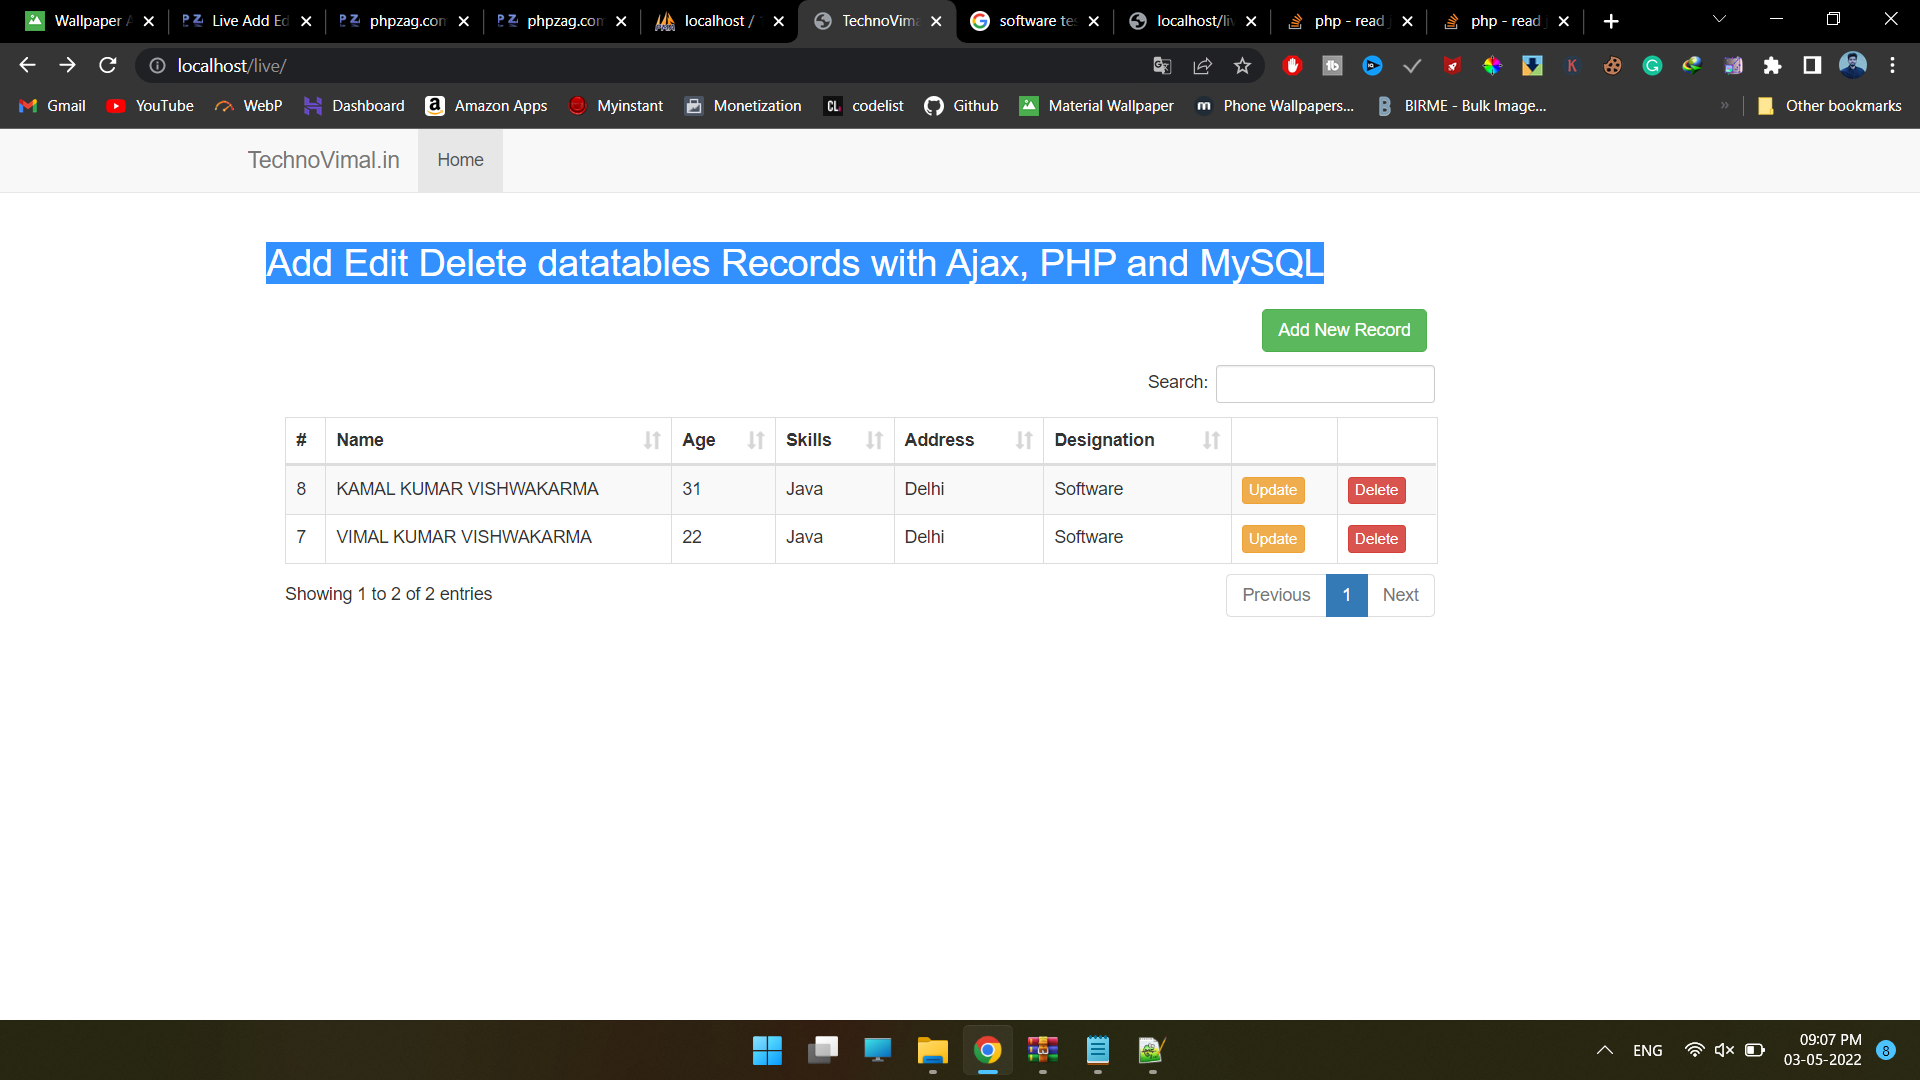 Wallpaper
Live Add Ed
phpzag.com
phpzag.com
localhost /
TechnoVima
software te
localhost/li
php - read
php - read
localhost/live/
Gmail
YouTube
WebP
Dashboard
Amazon Apps
Myinstant
Monetization
CL
codelist
Github
Material Wallpaper
Phone Wallpapers...
BIRME - Bulk Image...
»
Other bookmarks
TechnoVimal.in
Home
Add Edit Delete datatables Records with Ajax, PHP and MySQL
Add New Record
Search:
# Name Age Skills Address Designation
8 KAMAL KUMAR VISHWAKARMA 31 Java Delhi Software Update Delete
7 VIMAL KUMAR VISHWAKARMA 22 Java Delhi Software Update Delete
Showing 1 to 2 of 2 entries
Previous 1 Next
ENG
09:07 PM
03-05-2022
8